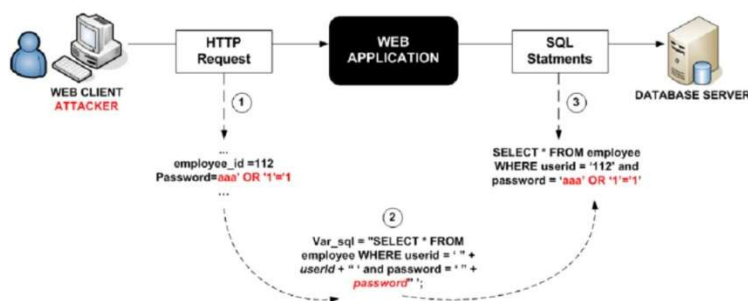 HTTP
Request
WEB
APPLICATION
SQL
Statments
WEB CLIENT
ATTACKER
DATABASE SERVER
1
3
...
employee_id =112
Password=aaa' OR '1'='1
...
SELECT * FROM employee
WHERE userid = '112' and
password = 'aaa' OR '1'='1'
2
Var_sql = "SELECT * FROM
employee WHERE userid = ' " +
userid + " ' and password = ' " +
password" ';